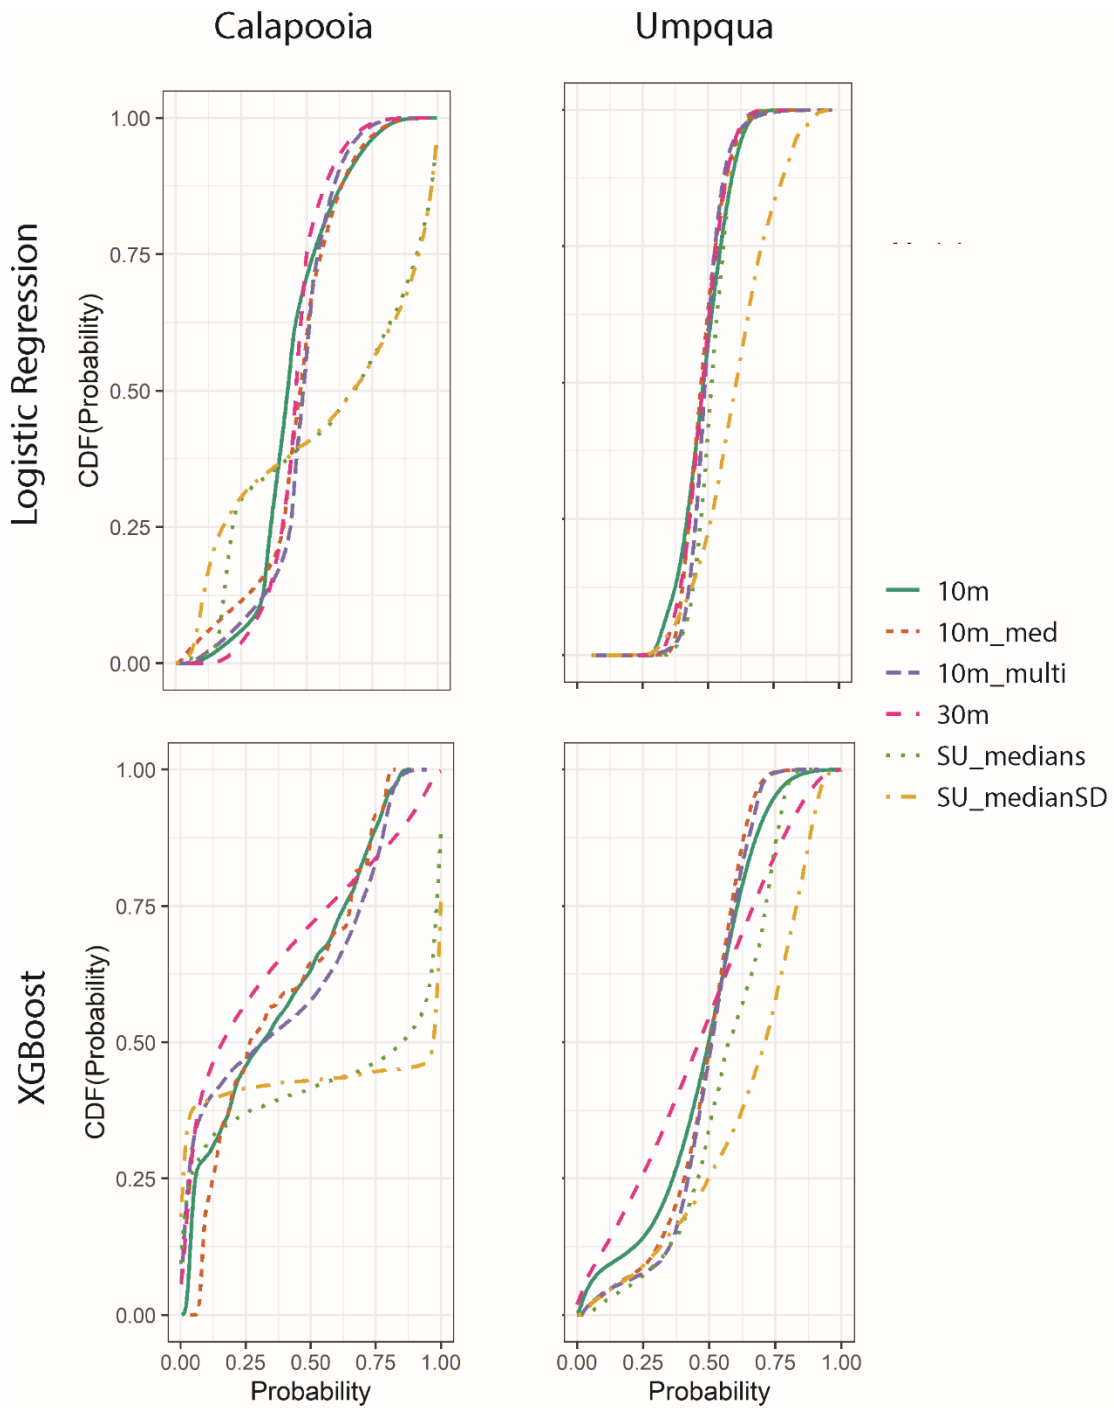 Calapooia
Umpqua
Logistic Regression
CDF(Probability)
1.00
0.75
0.50
0.25
0.00
10m
10m_med
10m_multi
30m
SU_medians
SU_medianSD
XGBoost
CDF(Probability)
1.00
0.75
0.50
0.25
0.00
0.00 0.25 0.50 0.75 1.00
Probability
0.00 0.25 0.50 0.75 1.00
Probability